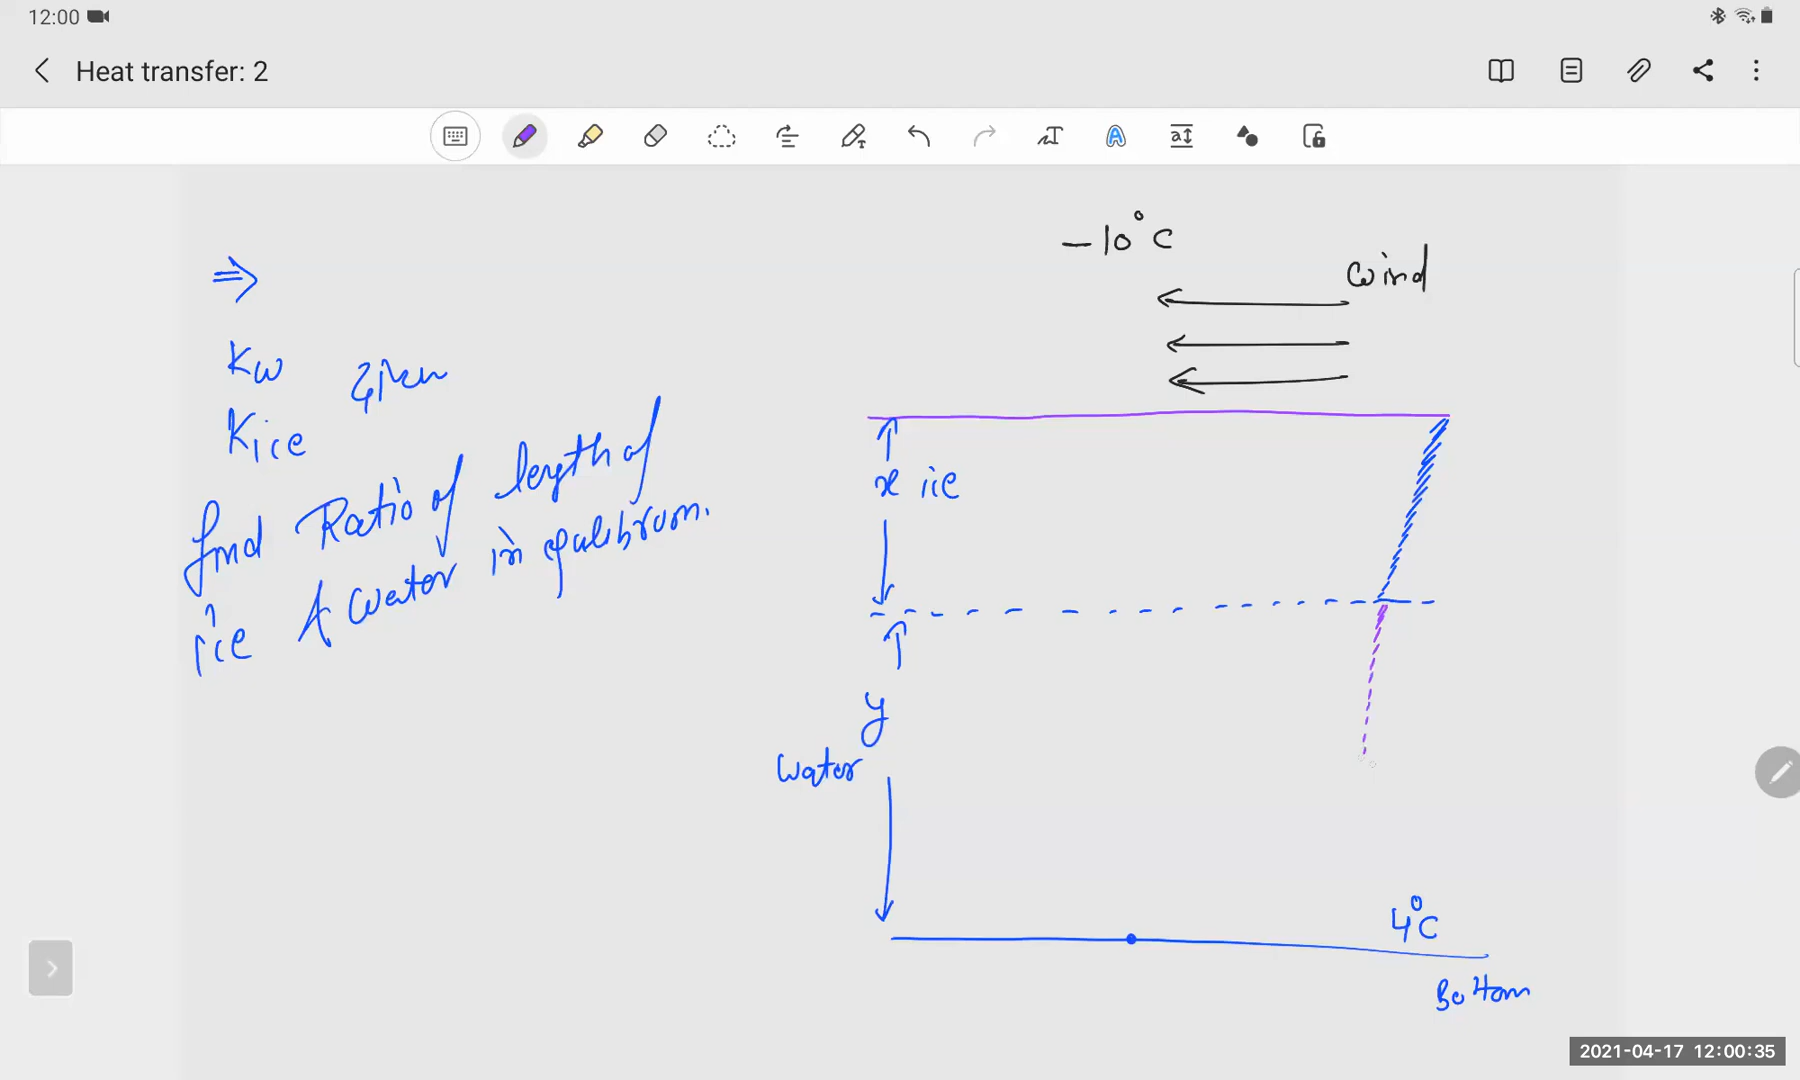 12:00
Heat transfer: 2
-10°C
wind
⇒
Kw
Given
Kice
find Ratio of length of
ice & water in equlibrum.
x ice
y
water
4°C
Bottom
2021-04-17 12:00:35